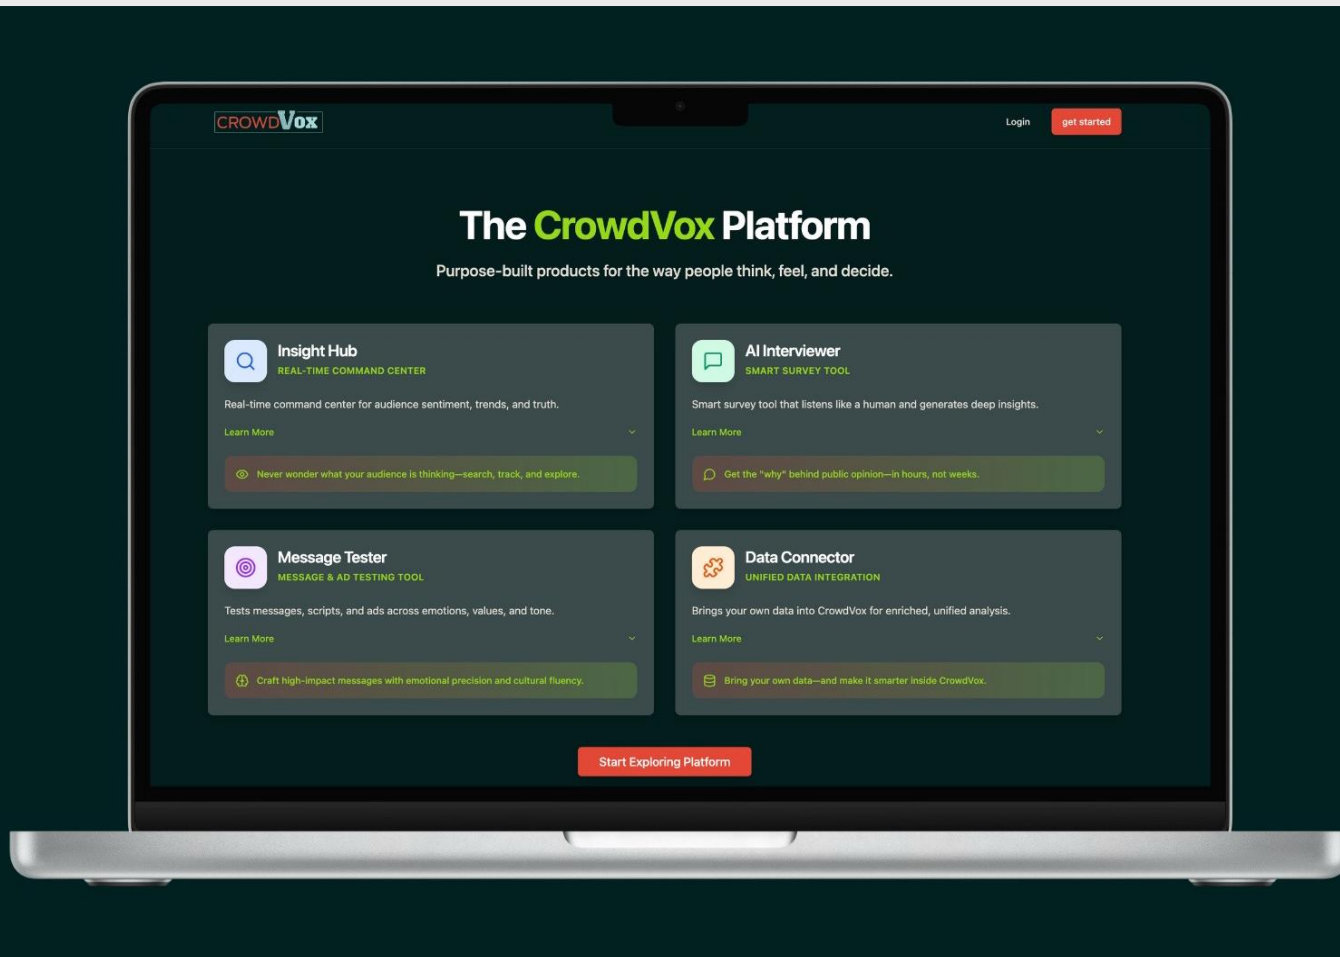 CROWDVOX
Login
get started
The CrowdVox Platform
Purpose-built products for the way people think, feel, and decide.
Insight Hub
REAL-TIME COMMAND CENTER
Real-time command center for audience sentiment, trends, and truth.
Learn More
Never wonder what your audience is thinking—search, track, and explore.
AI Interviewer
SMART SURVEY TOOL
Smart survey tool that listens like a human and generates deep insights.
Learn More
Get the "why" behind public opinion—in hours, not weeks.
Message Tester
MESSAGE & AD TESTING TOOL
Tests messages, scripts, and ads across emotions, values, and tone.
Learn More
Craft high-impact messages with emotional precision and cultural fluency.
Data Connector
UNIFIED DATA INTEGRATION
Brings your own data into CrowdVox for enriched, unified analysis.
Learn More
Bring your own data—and make it smarter inside CrowdVox.
Start Exploring Platform